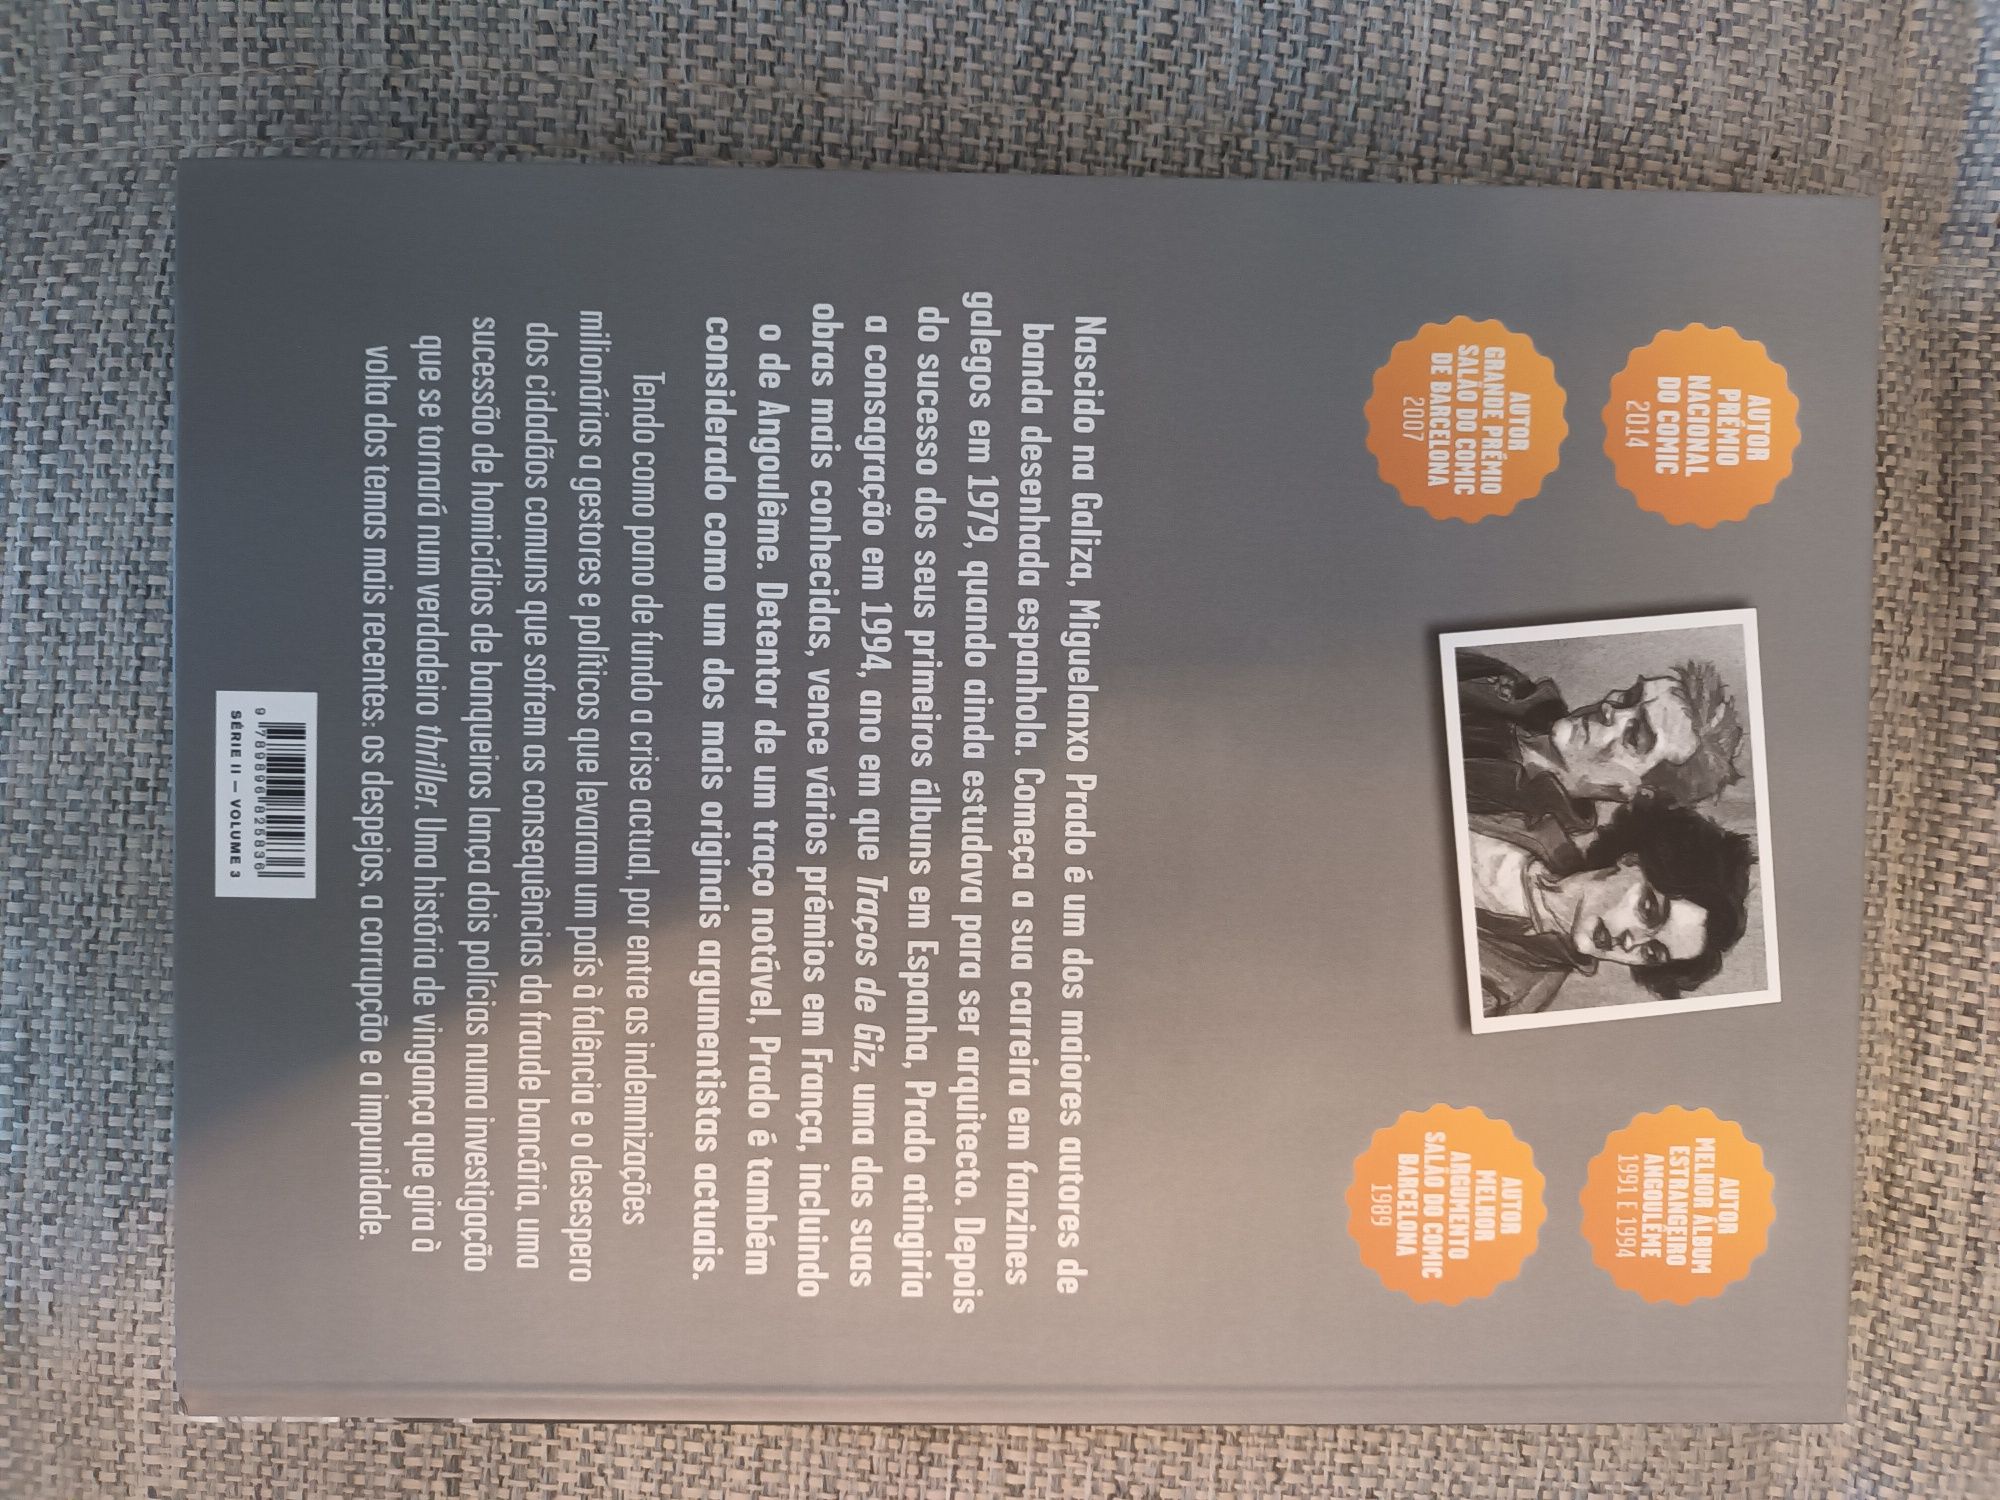 AUTOR
PRÉMIO
NACIONAL
DO COMIC
2014
AUTOR
MELHOR ÁLBUM
ESTRANGEIRO
ANGOULÊME
1991 E 1994
AUTOR
GRANDE PRÉMIO
SALÃO DO COMIC
DE BARCELONA
2007
AUTOR
MELHOR
ARGUMENTO
SALÃO DO COMIC
BARCELONA
1989
Nascido na Galiza, Miguelanxo Prado é um dos maiores autores de
banda desenhada espanhola. Começa a sua carreira em fanzines
galegos em 1979, quando ainda estudava para ser arquitecto. Depois
do sucesso dos seus primeiros álbuns em Espanha, Prado atingiria
a consagração em 1994, ano em que Traços de Giz, uma das suas
obras mais conhecidas, vence vários prémios em França, incluindo
o de Angoulême. Detentor de um traço notável, Prado é também
considerado como um dos mais originais argumentistas actuais.
Tendo como pano de fundo a crise actual, por entre as indemnizações
milionárias a gestores e políticos que levaram um país à falência e o desespero
dos cidadãos comuns que sofrem as consequências da fraude bancária, uma
sucessão de homicídios de banqueiros lança dois polícias numa investigação
que se tornará num verdadeiro thriller. Uma história de vingança que gira à
volta dos temas mais recentes: os despejos, a corrupção e a impunidade.
9 789896 825836
SÉRIE II — VOLUME 3